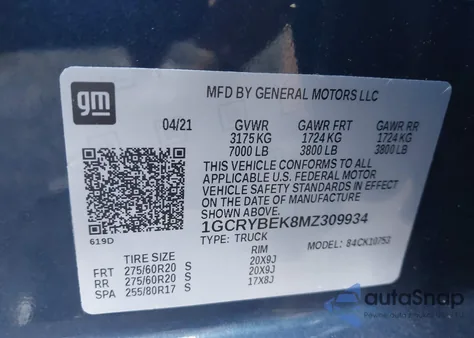 gm
MFD BY GENERAL MOTORS LLC
04/21 GVWR GAWR FRT GAWR RR
3175 KG 1724 KG 1724 KG
7000 LB 3800 LB 3800 LB
THIS VEHICLE CONFORMS TO ALL
APPLICABLE U.S. FEDERAL MOTOR
VEHICLE SAFETY STANDARDS IN EFFECT
ON THE DATE OF MANUFACTURE
SHOWN ABOVE.
1GCRYBEK8MZ309934
619D
TYPE: TRUCK MODEL: 84CK10753
TIRE SIZE RIM
FRT 275/60R20 S 20X9J
RR 275/60R20 S 20X9J
SPA 255/80R17 S 17X8J
autoSnap